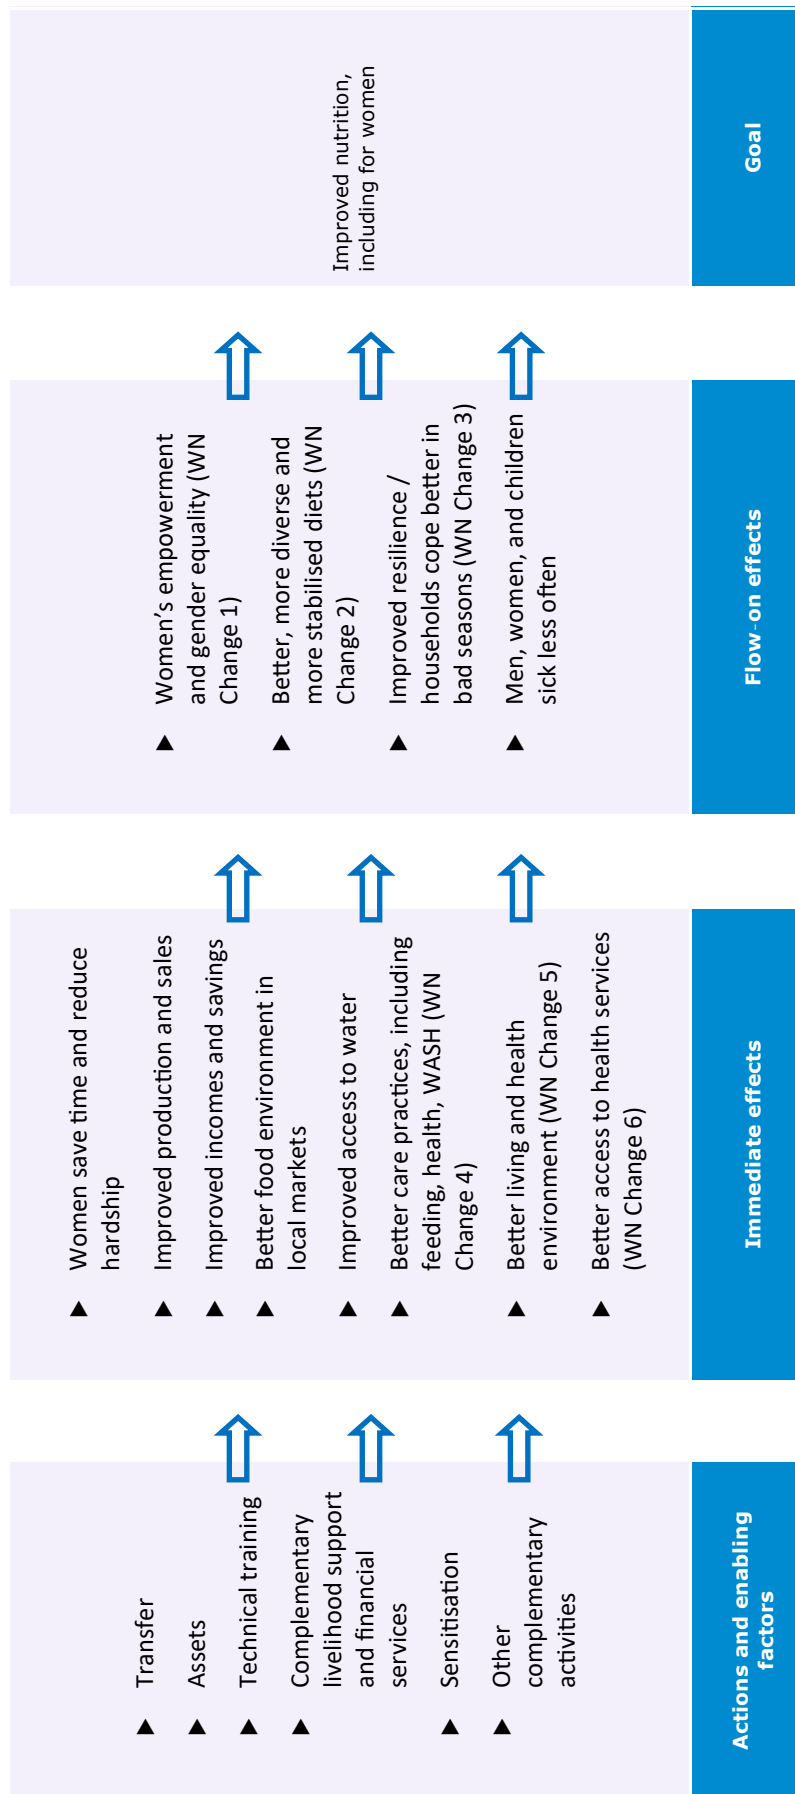 Actions and enabling
factors
Transfer
Assets
Technical training
Complementary
livelihood support
and financial
services
Sensitisation
Other
complementary
activities
Immediate effects
Women save time and reduce
hardship
Improved production and sales
Improved incomes and savings
Better food environment in
local markets
Improved access to water
Better care practices, including
feeding, health, WASH (WN
Change 4)
Better living and health
environment (WN Change 5)
Better access to health services
(WN Change 6)
Flow-on effects
Women’s empowerment
and gender equality (WN
Change 1)
Better, more diverse and
more stabilised diets (WN
Change 2)
Improved resilience /
households cope better in
bad seasons (WN Change 3)
Men, women, and children
sick less often
Goal
Improved nutrition,
including for women